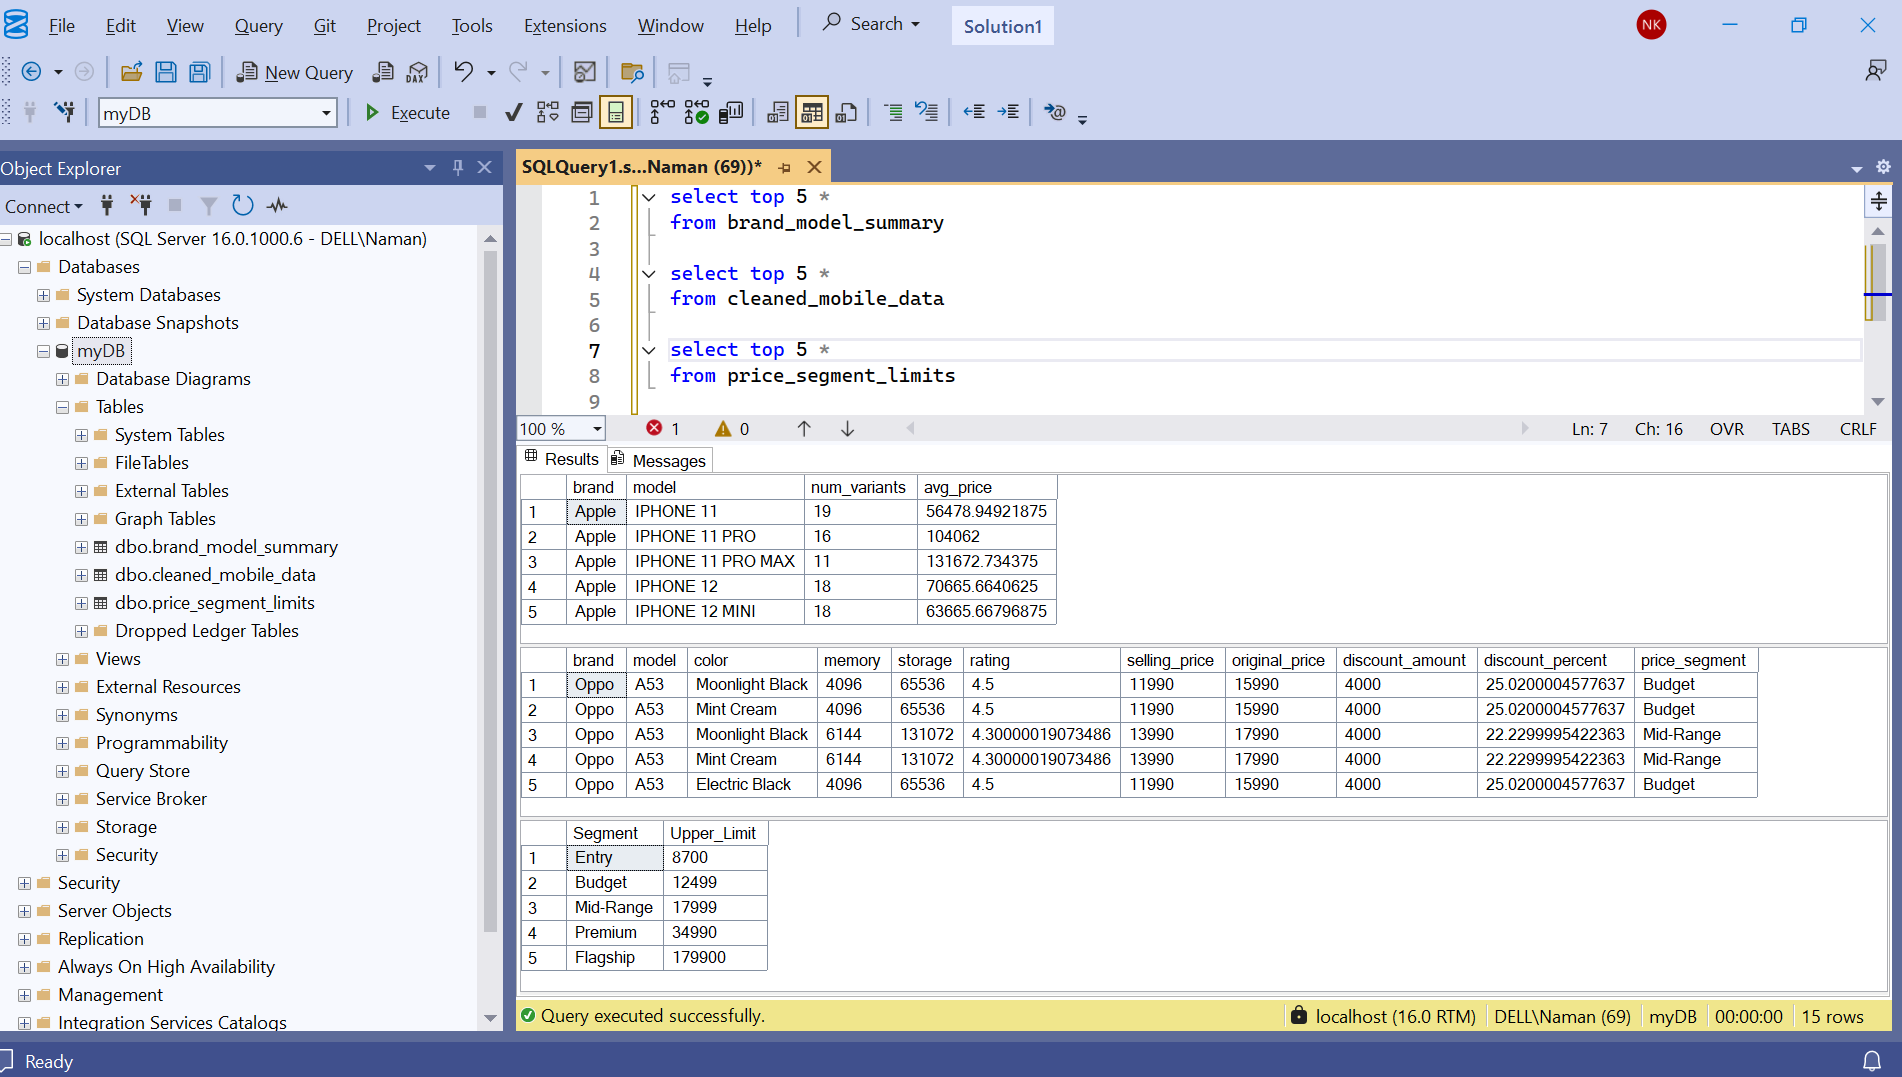 File Edit View Query Git Project Tools Extensions Window Help Search Solution1 NK
New Query DAX
myDB Execute
Object Explorer
Connect
localhost (SQL Server 16.0.1000.6 - DELL\Naman)
Databases
System Databases
Database Snapshots
myDB
Database Diagrams
Tables
System Tables
FileTables
External Tables
Graph Tables
dbo.brand_model_summary
dbo.cleaned_mobile_data
dbo.price_segment_limits
Dropped Ledger Tables
Views
External Resources
Synonyms
Programmability
Query Store
Service Broker
Storage
Security
Security
Server Objects
Replication
Always On High Availability
Management
Integration Services Catalogs
SQLQuery1.s...Naman (69))*
1 select top 5 *
2 from brand_model_summary
3
4 select top 5 *
5 from cleaned_mobile_data
6
7 select top 5 *
8 from price_segment_limits
9
100 % 1 0 Ln: 7 Ch: 16 OVR TABS CRLF
Results Messages
brand model num_variants avg_price
1 Apple IPHONE 11 19 56478.94921875
2 Apple IPHONE 11 PRO 16 104062
3 Apple IPHONE 11 PRO MAX 11 131672.734375
4 Apple IPHONE 12 18 70665.6640625
5 Apple IPHONE 12 MINI 18 63665.66796875
brand model color memory storage rating selling_price original_price discount_amount discount_percent price_segment
1 Oppo A53 Moonlight Black 4096 65536 4.5 11990 15990 4000 25.0200004577637 Budget
2 Oppo A53 Mint Cream 4096 65536 4.5 11990 15990 4000 25.0200004577637 Budget
3 Oppo A53 Moonlight Black 6144 131072 4.30000019073486 13990 17990 4000 22.2299995422363 Mid-Range
4 Oppo A53 Mint Cream 6144 131072 4.30000019073486 13990 17990 4000 22.2299995422363 Mid-Range
5 Oppo A53 Electric Black 4096 65536 4.5 11990 15990 4000 25.0200004577637 Budget
Segment Upper_Limit
1 Entry 8700
2 Budget 12499
3 Mid-Range 17999
4 Premium 34990
5 Flagship 179900
Query executed successfully. localhost (16.0 RTM) DELL\Naman (69) myDB 00:00:00 15 rows
Ready